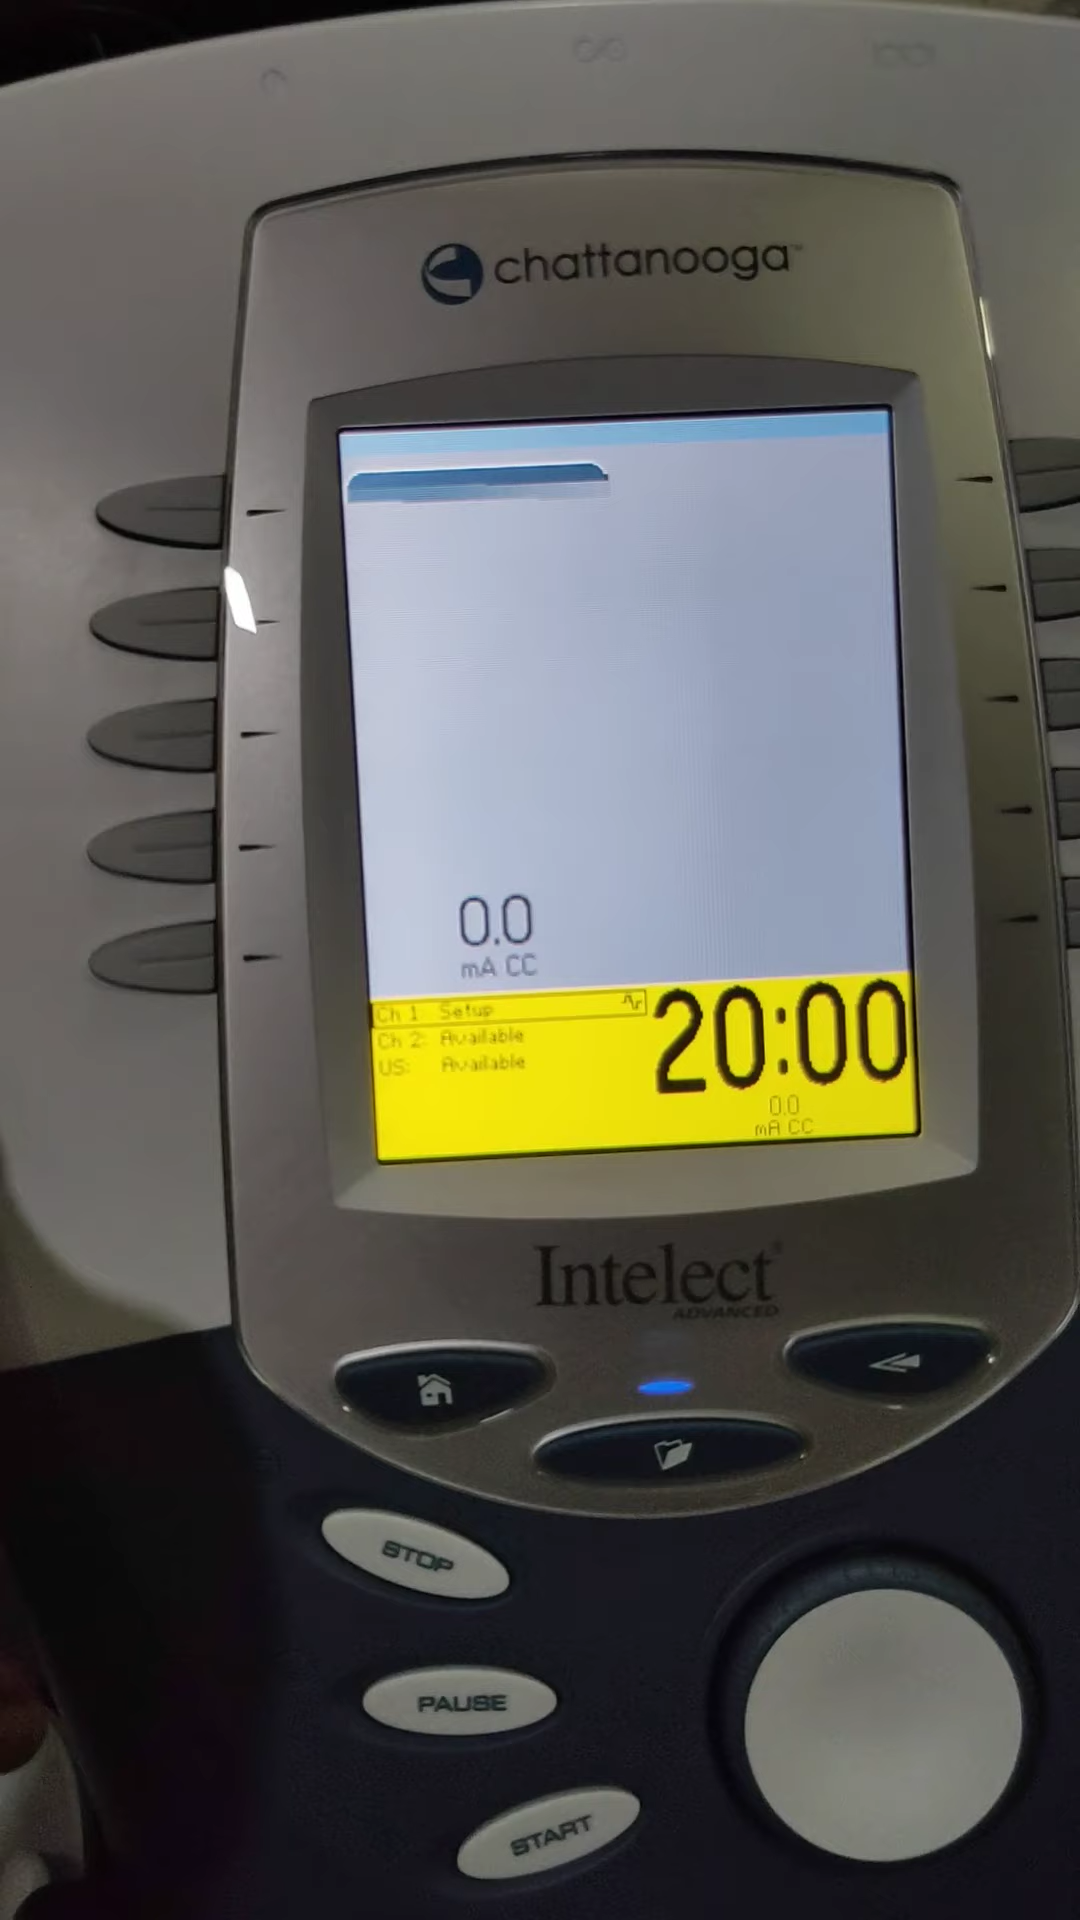 chattanooga™
0.0
mA CC
Ch 1 Setup
Ch 2: Available
US: Available
20:00
0.0
mA CC
Intelect®
ADVANCED
STOP
PAUSE
START